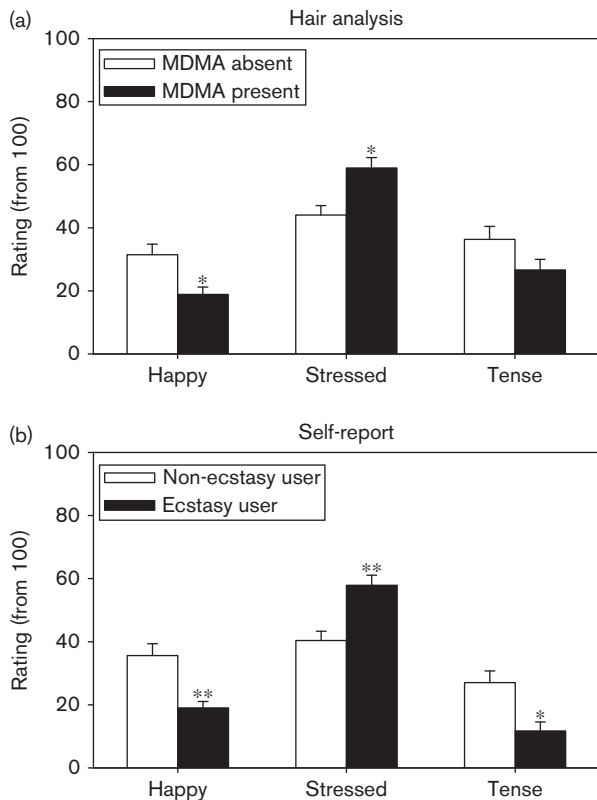 (a) Hair analysis
100
MDMA absent
80
MDMA present
*
60
40
*
20
0
Rating (from 100)
Happy Stressed Tense
(b) Self-report
100
Non-ecstasy user
80
Ecstasy user
**
60
40
**
*
20
0
Rating (from 100)
Happy Stressed Tense